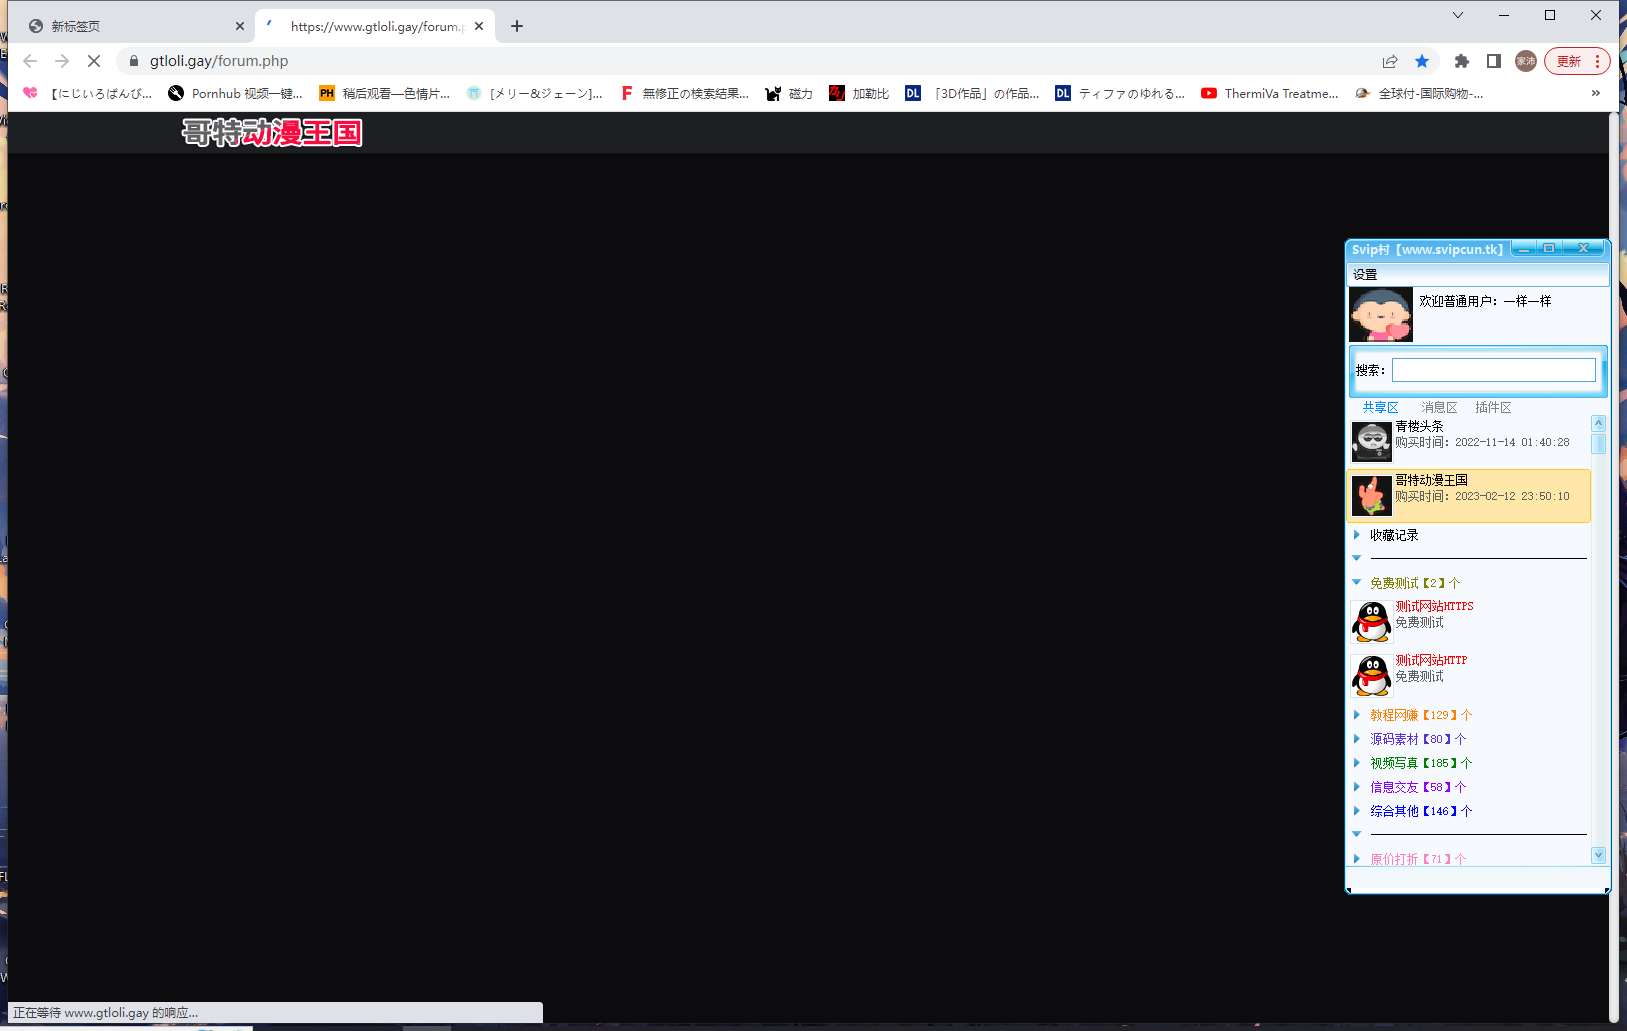 新标签页
https://www.gtloli.gay/forum.p
gtloli.gay/forum.php
家沛
更新
【にじいろばんび...
Pornhub 视频一键...
PH
稍后观看—色情片...
[メリー&ジェーン]...
無修正の検索結果...
磁力
加勒比
DL
「3D作品」の作品...
DL
ティファのゆれる...
ThermiVa Treatme...
全球付-国际购物-...
»
哥特动漫王国
Svip村【www.svipcun.tk】
设置
欢迎普通用户：一样一样
搜索：
共享区 消息区 插件区
青楼头条
购买时间：2022-11-14 01:40:28
哥特动漫王国
购买时间：2023-02-12 23:50:10
收藏记录
免费测试【2】个
测试网站HTTPS
免费测试
测试网站HTTP
免费测试
教程网赚【129】个
源码素材【80】个
视频写真【185】个
信息交友【58】个
综合其他【146】个
原价打折【71】个
正在等待 www.gtloli.gay 的响应...